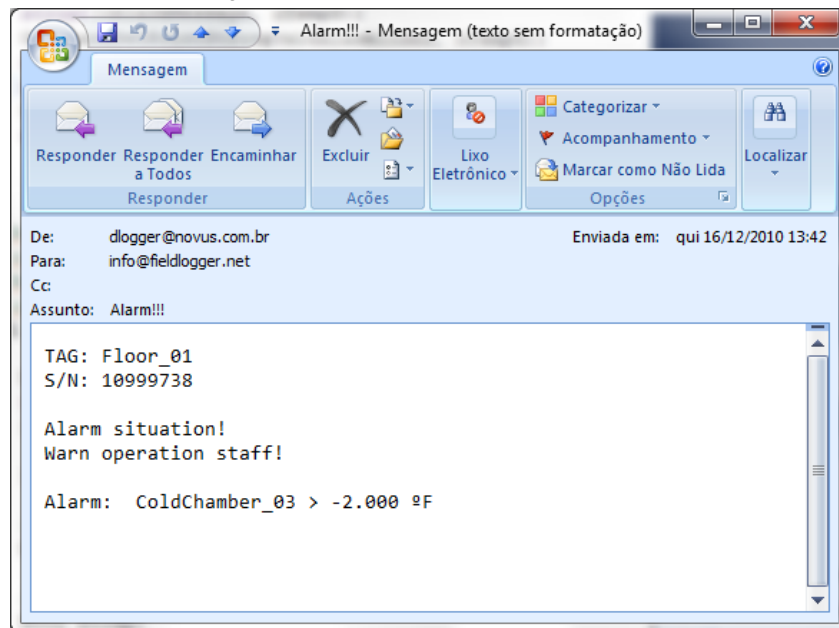 Alarm!!! - Mensagem (texto sem formatação)
Mensagem
Responder
Responder a Todos
Encaminhar
Responder
Excluir
Ações
Lixo Eletrônico
Categorizar
Acompanhamento
Marcar como Não Lida
Opções
Localizar
De: dlogger@novus.com.br
Enviada em: qui 16/12/2010 13:42
Para: info@fieldlogger.net
Cc:
Assunto: Alarm!!!
TAG: Floor_01
S/N: 10999738
Alarm situation!
Warn operation staff!
Alarm: ColdChamber_03 > -2.000 ºF